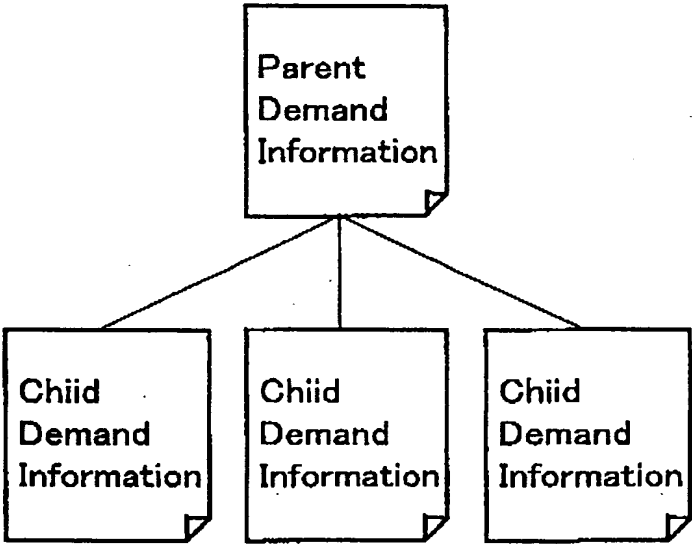 Parent
Demand
Information
Chiid
Demand
Information
Chiid
Demand
Information
Chiid
Demand
Information